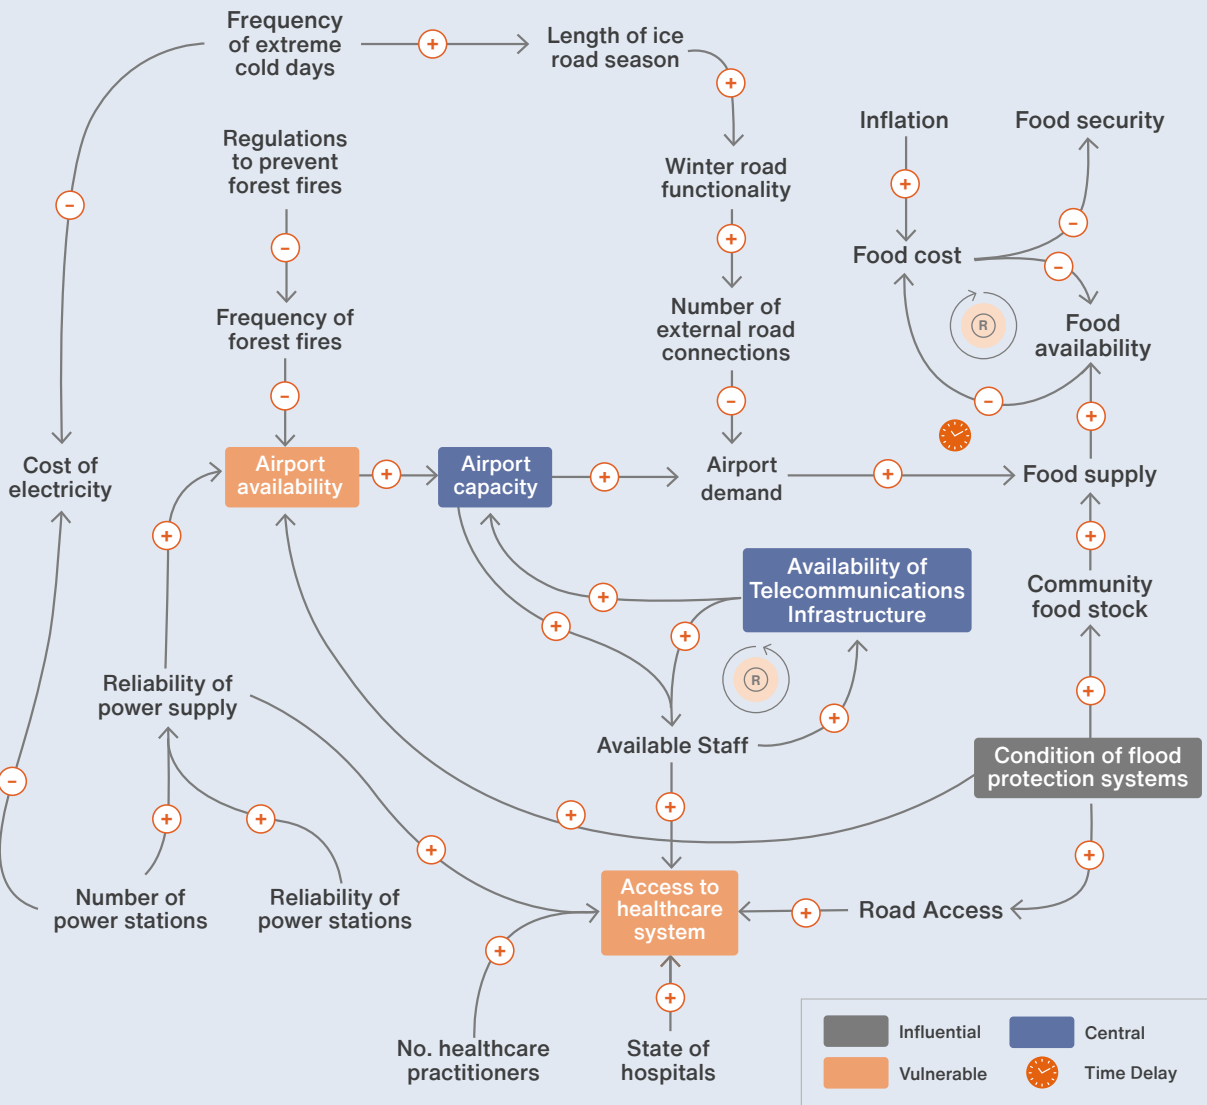 Frequency
of extreme
cold days
+
Length of ice
road season
+
Regulations
to prevent
forest fires
Inflation
Food security
Winter road
functionality
+
−
−
−
+
Food cost
−
Frequency of
forest fires
Number of
external road
connections
R
Food
availability
−
−
−
+
Cost of
electricity
Airport
availability
+
Airport
capacity
+
Airport
demand
+
Food supply
+
+
Availability of
Telecommunications
Infrastructure
Community
food stock
+
+
+
R
Reliability of
power supply
+
+
Available Staff
Condition of flood
protection systems
−
+
+
+
+
+
+
Number of
power stations
Reliability of
power stations
Access to
healthcare
system
+
Road Access
+
+
No. healthcare
practitioners
State of
hospitals
Influential
Central
Vulnerable
Time Delay